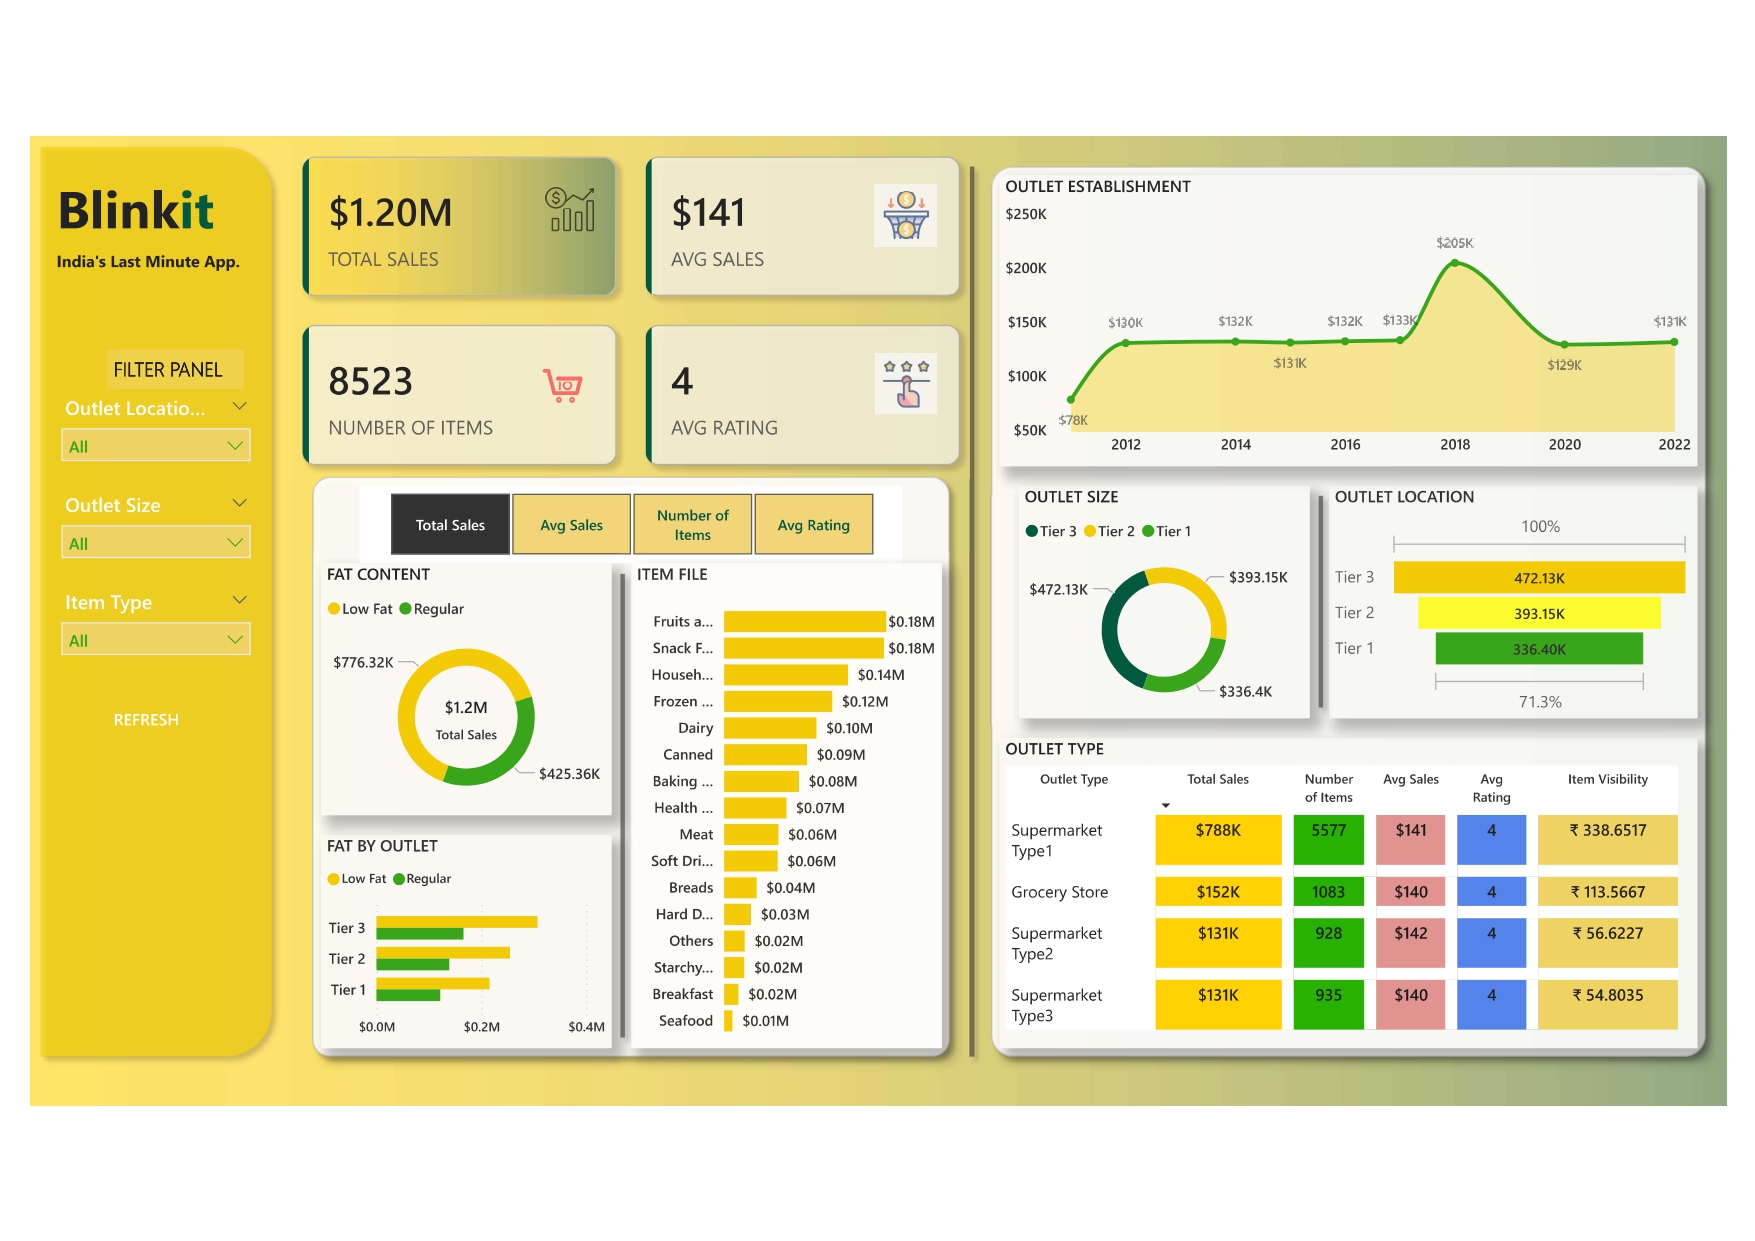 Blinkit
India's Last Minute App.
FILTER PANEL
Outlet Locatio...
All
Outlet Size
All
Item Type
All
REFRESH
$1.20M
TOTAL SALES
$141
AVG SALES
8523
NUMBER OF ITEMS
4
AVG RATING
Total Sales
Avg Sales
Number of
Items
Avg Rating
FAT CONTENT
Low Fat Regular
$776.32K
$1.2M
Total Sales
$425.36K
FAT BY OUTLET
Low Fat Regular
Tier 3
Tier 2
Tier 1
$0.0M $0.2M $0.4M
ITEM FILE
Fruits a... $0.18M
Snack F... $0.18M
Househ... $0.14M
Frozen ... $0.12M
Dairy $0.10M
Canned $0.09M
Baking ... $0.08M
Health ... $0.07M
Meat $0.06M
Soft Dri... $0.06M
Breads $0.04M
Hard D... $0.03M
Others $0.02M
Starchy... $0.02M
Breakfast $0.02M
Seafood $0.01M
OUTLET ESTABLISHMENT
$250K
$200K
$150K
$100K
$50K
$78K
$130K
$132K
$131K
$132K
$133K
$205K
$129K
$131K
2012 2014 2016 2018 2020 2022
OUTLET SIZE
Tier 3 Tier 2 Tier 1
$472.13K
$393.15K
$336.4K
OUTLET LOCATION
100%
Tier 3 472.13K
Tier 2 393.15K
Tier 1 336.40K
71.3%
OUTLET TYPE
Outlet Type Total Sales Number of Items Avg Sales Avg Rating Item Visibility
Supermarket Type1 $788K 5577 $141 4 ₹ 338.6517
Grocery Store $152K 1083 $140 4 ₹ 113.5667
Supermarket Type2 $131K 928 $142 4 ₹ 56.6227
Supermarket Type3 $131K 935 $140 4 ₹ 54.8035